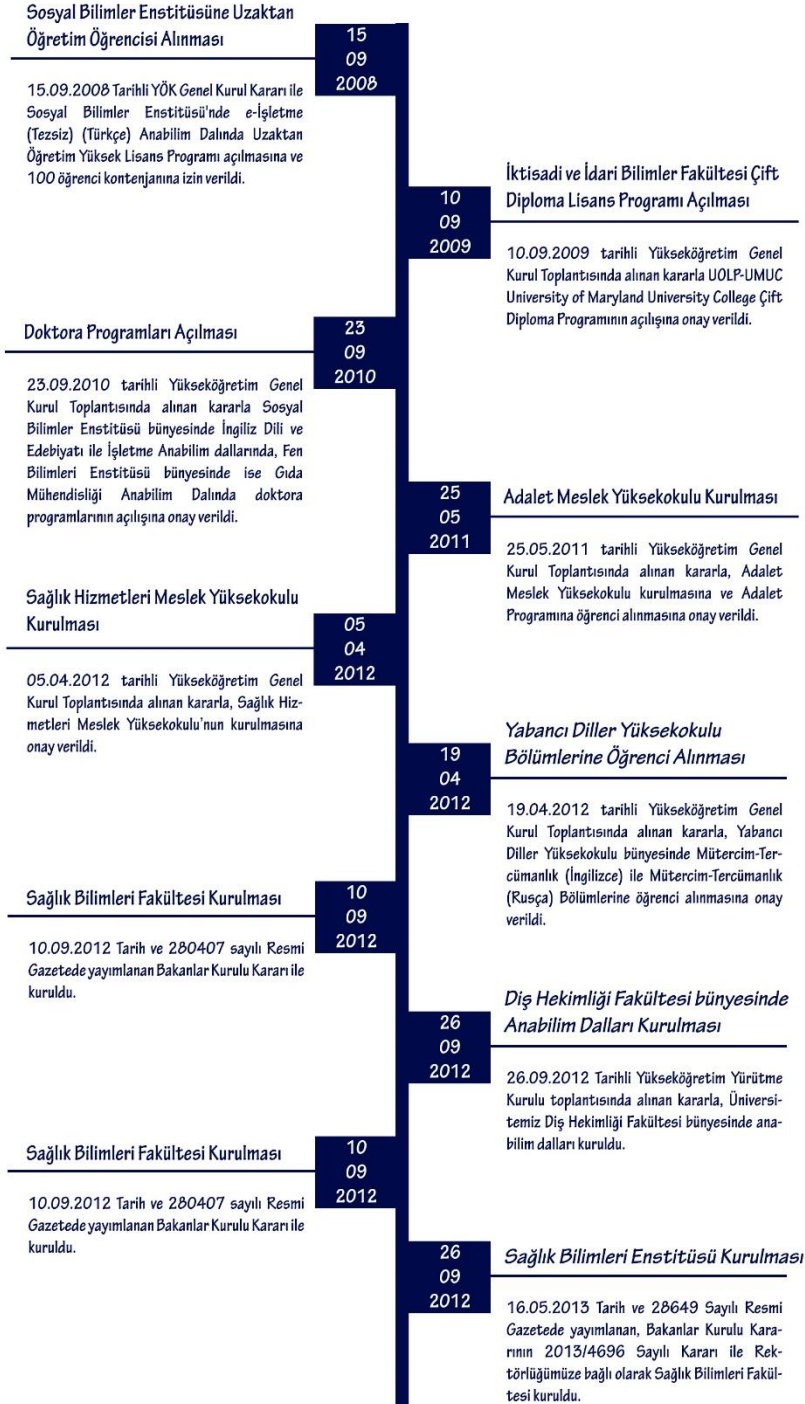 Sosyal Bilimler Enstitüsüne Uzaktan
Öğretim Öğrencisi Alınması
15
09
2008
15.09.2008 Tarihli YÖK Genel Kurul Kararı ile
Sosyal Bilimler Enstitüsü'nde e-İşletme
(Tezsiz) (Türkçe) Anabilim Dalında Uzaktan
Öğretim Yüksek Lisans Programı açılmasına ve
100 öğrenci kontenjanına izin verildi.
İktisadi ve İdari Bilimler Fakültesi Çift
Diploma Lisans Programı Açılması
10
09
2009
10.09.2009 tarihli Yükseköğretim Genel
Kurul Toplantısında alınan kararla UOLP-UMUC
University of Maryland University College Çift
Diploma Programının açılışına onay verildi.
Doktora Programları Açılması
23
09
2010
23.09.2010 tarihli Yükseköğretim Genel
Kurul Toplantısında alınan kararla Sosyal
Bilimler Enstitüsü bünyesinde İngiliz Dili ve
Edebiyatı ile İşletme Anabilim dallarında, Fen
Bilimleri Enstitüsü bünyesinde ise Gıda
Mühendisliği Anabilim Dalında doktora
programlarının açılışına onay verildi.
25
05
2011
Adalet Meslek Yüksekokulu Kurulması
25.05.2011 tarihli Yükseköğretim Genel
Kurul Toplantısında alınan kararla, Adalet
Meslek Yüksekokulu kurulmasına ve Adalet
Programına öğrenci alınmasına onay verildi.
Sağlık Hizmetleri Meslek Yüksekokulu
Kurulması
05
04
2012
05.04.2012 tarihli Yükseköğretim Genel
Kurul Toplantısında alınan kararla, Sağlık Hiz-
metleri Meslek Yüksekokulu'nun kurulmasına
onay verildi.
Yabancı Diller Yüksekokulu
Bölümlerine Öğrenci Alınması
19
04
2012
19.04.2012 tarihli Yükseköğretim Genel
Kurul Toplantısında alınan kararla, Yabancı
Diller Yüksekokulu bünyesinde Mütercim-Ter-
cümanlık (İngilizce) ile Mütercim-Tercümanlık
(Rusça) Bölümlerine öğrenci alınmasına onay
verildi.
Sağlık Bilimleri Fakültesi Kurulması
10
09
2012
10.09.2012 Tarih ve 280407 sayılı Resmi
Gazetede yayımlanan Bakanlar Kurulu Kararı ile
kuruldu.
Diş Hekimliği Fakültesi bünyesinde
Anabilim Dalları Kurulması
26
09
2012
26.09.2012 Tarihli Yükseköğretim Yürütme
Kurulu toplantısında alınan kararla, Üniversi-
temiz Diş Hekimliği Fakültesi bünyesinde ana-
bilim dalları kuruldu.
Sağlık Bilimleri Fakültesi Kurulması
10
09
2012
10.09.2012 Tarih ve 280407 sayılı Resmi
Gazetede yayımlanan Bakanlar Kurulu Kararı ile
kuruldu.
26
09
2012
Sağlık Bilimleri Enstitüsü Kurulması
16.05.2013 Tarih ve 28649 Sayılı Resmi
Gazetede yayımlanan, Bakanlar Kurulu Kara-
rının 2013/4696 Sayılı Kararı ile Rek-
törlüğümüze bağlı olarak Sağlık Bilimleri Fakül-
tesi kuruldu.